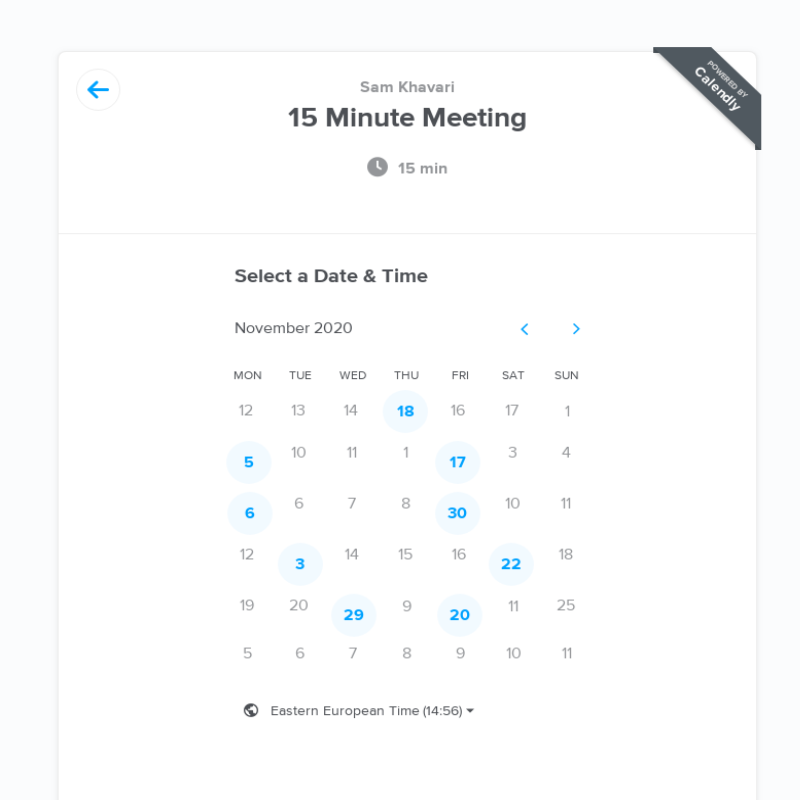 POWERED BY
Calendly
Sam Khavari
15 Minute Meeting
15 min
Select a Date & Time
November 2020
MON TUE WED THU FRI SAT SUN
12 13 14 18 16 17 1
5 10 11 1 17 3 4
6 6 7 8 30 10 11
12 3 14 15 16 22 18
19 20 29 9 20 11 25
5 6 7 8 9 10 11
Eastern European Time (14:56)